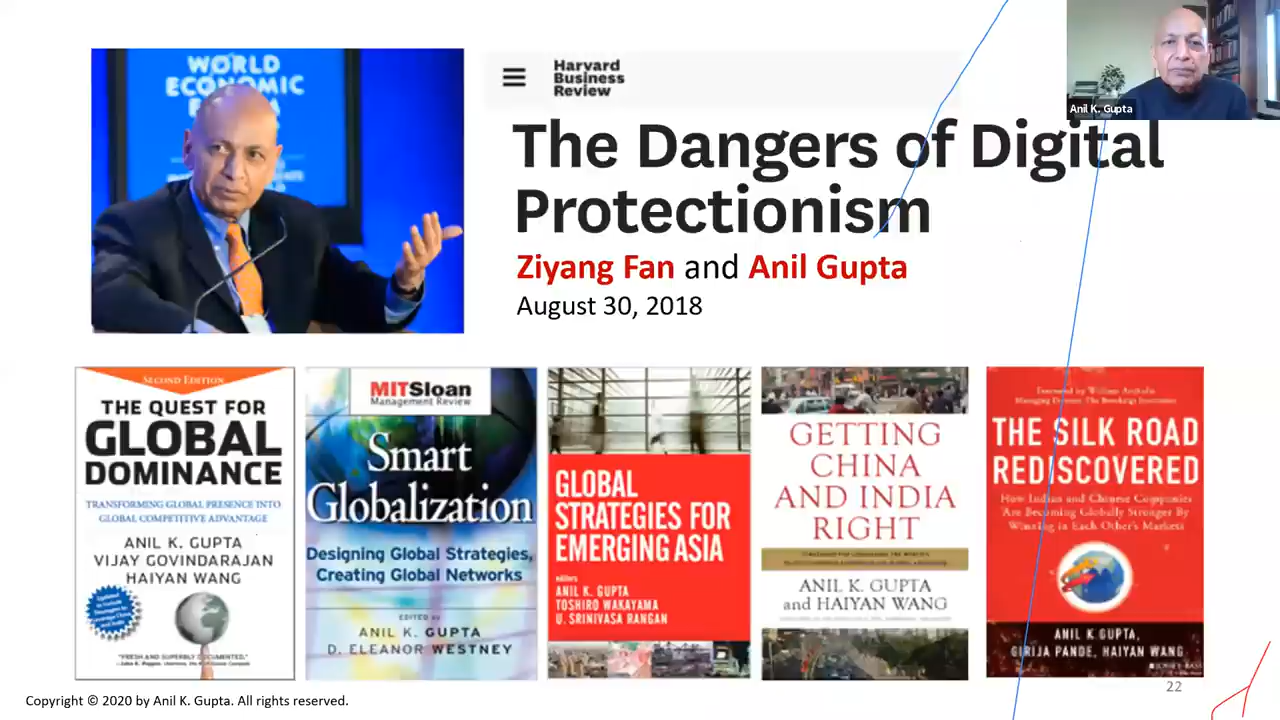 WORLD
ECONOMIC
Harvard
Business
Review
Anil K. Gupta
The Dangers of Digital
Protectionism
Ziyang Fan and Anil Gupta
August 30, 2018
SECOND EDITION
THE QUEST FOR
GLOBAL
DOMINANCE
TRANSFORMING GLOBAL PRESENCE INTO
GLOBAL COMPETITIVE ADVANTAGE
ANIL K. GUPTA
VIJAY GOVINDARAJAN
HAIYAN WANG
"FRESH AND SUPERBLY DOCUMENTED."
MITSloan
Management Review
Smart
Globalization
Designing Global Strategies,
Creating Global Networks
EDITED BY
ANIL K. GUPTA
D. ELEANOR WESTNEY
GLOBAL
STRATEGIES FOR
EMERGING ASIA
editors
ANIL K. GUPTA
TOSHIRO WAKAYAMA
U. SRINIVASA RANGAN
GETTING
CHINA
AND INDIA
RIGHT
ANIL K. GUPTA
and HAIYAN WANG
THE SILK ROAD
REDISCOVERED
How Indian and Chinese Companies
Are Becoming Globally Stronger By
Winning in Each Other's Markets
ANIL K GUPTA,
GIRIJA PANDE, HAIYAN WANG
22
Copyright © 2020 by Anil K. Gupta. All rights reserved.